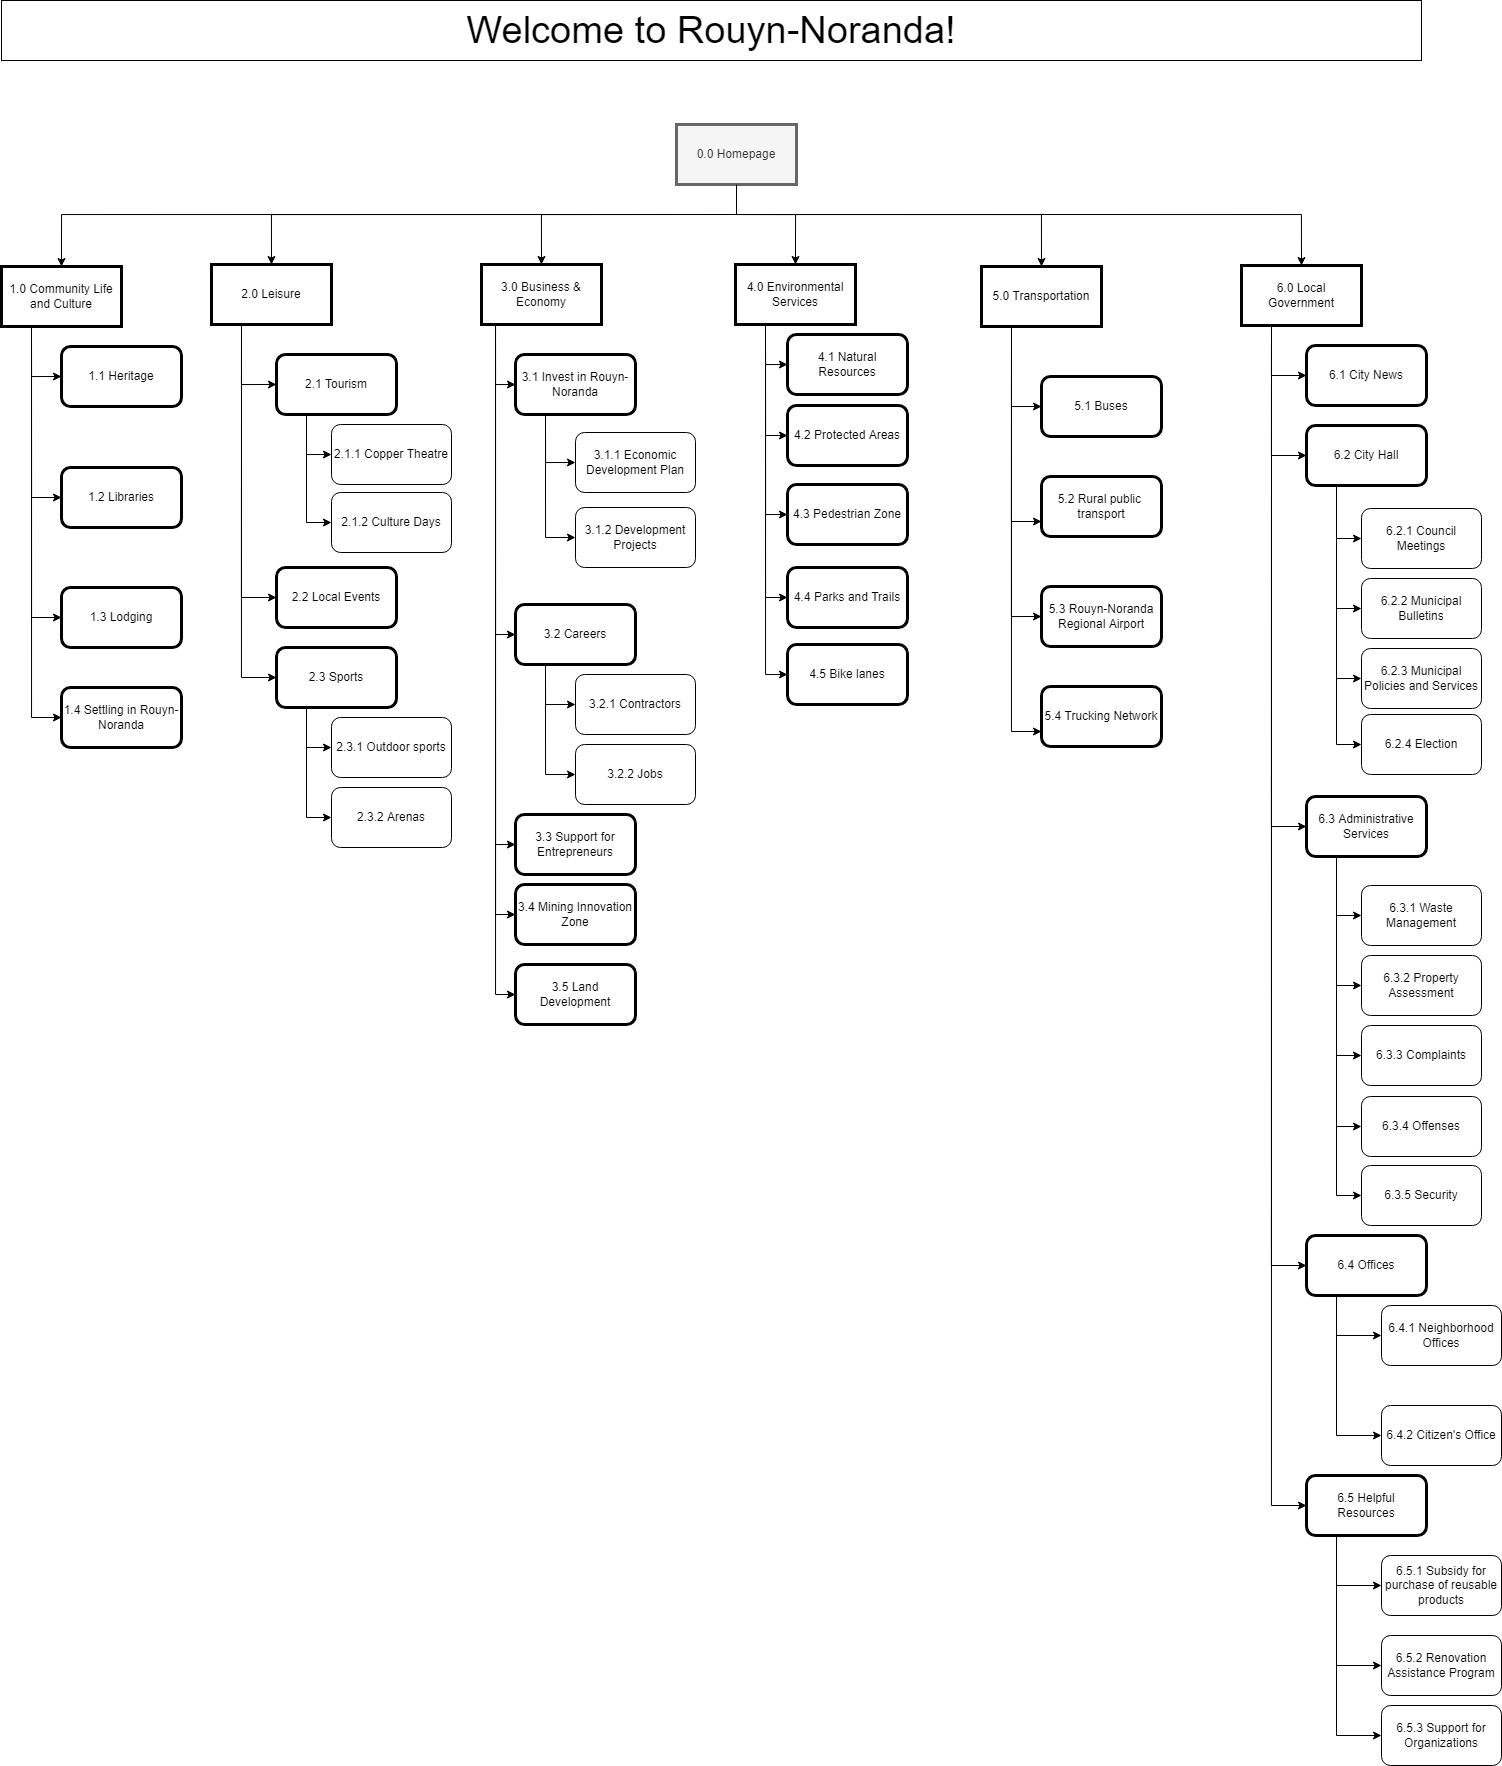 Welcome to Rouyn-Noranda!
0.0 Homepage
1.0 Community Life
and Culture
1.1 Heritage
1.2 Libraries
1.3 Lodging
1.4 Settling in Rouyn-
Noranda
2.0 Leisure
2.1 Tourism
2.1.1 Copper Theatre
2.1.2 Culture Days
2.2 Local Events
2.3 Sports
2.3.1 Outdoor sports
2.3.2 Arenas
3.0 Business &
Economy
3.1 Invest in Rouyn-
Noranda
3.1.1 Economic
Development Plan
3.1.2 Development
Projects
3.2 Careers
3.2.1 Contractors
3.2.2 Jobs
3.3 Support for
Entrepreneurs
3.4 Mining Innovation
Zone
3.5 Land
Development
4.0 Environmental
Services
4.1 Natural
Resources
4.2 Protected Areas
4.3 Pedestrian Zone
4.4 Parks and Trails
4.5 Bike lanes
5.0 Transportation
5.1 Buses
5.2 Rural public
transport
5.3 Rouyn-Noranda
Regional Airport
5.4 Trucking Network
6.0 Local
Government
6.1 City News
6.2 City Hall
6.2.1 Council
Meetings
6.2.2 Municipal
Bulletins
6.2.3 Municipal
Policies and Services
6.2.4 Election
6.3 Administrative
Services
6.3.1 Waste
Management
6.3.2 Property
Assessment
6.3.3 Complaints
6.3.4 Offenses
6.3.5 Security
6.4 Offices
6.4.1 Neighborhood
Offices
6.4.2 Citizen's Office
6.5 Helpful
Resources
6.5.1 Subsidy for
purchase of reusable
products
6.5.2 Renovation
Assistance Program
6.5.3 Support for
Organizations